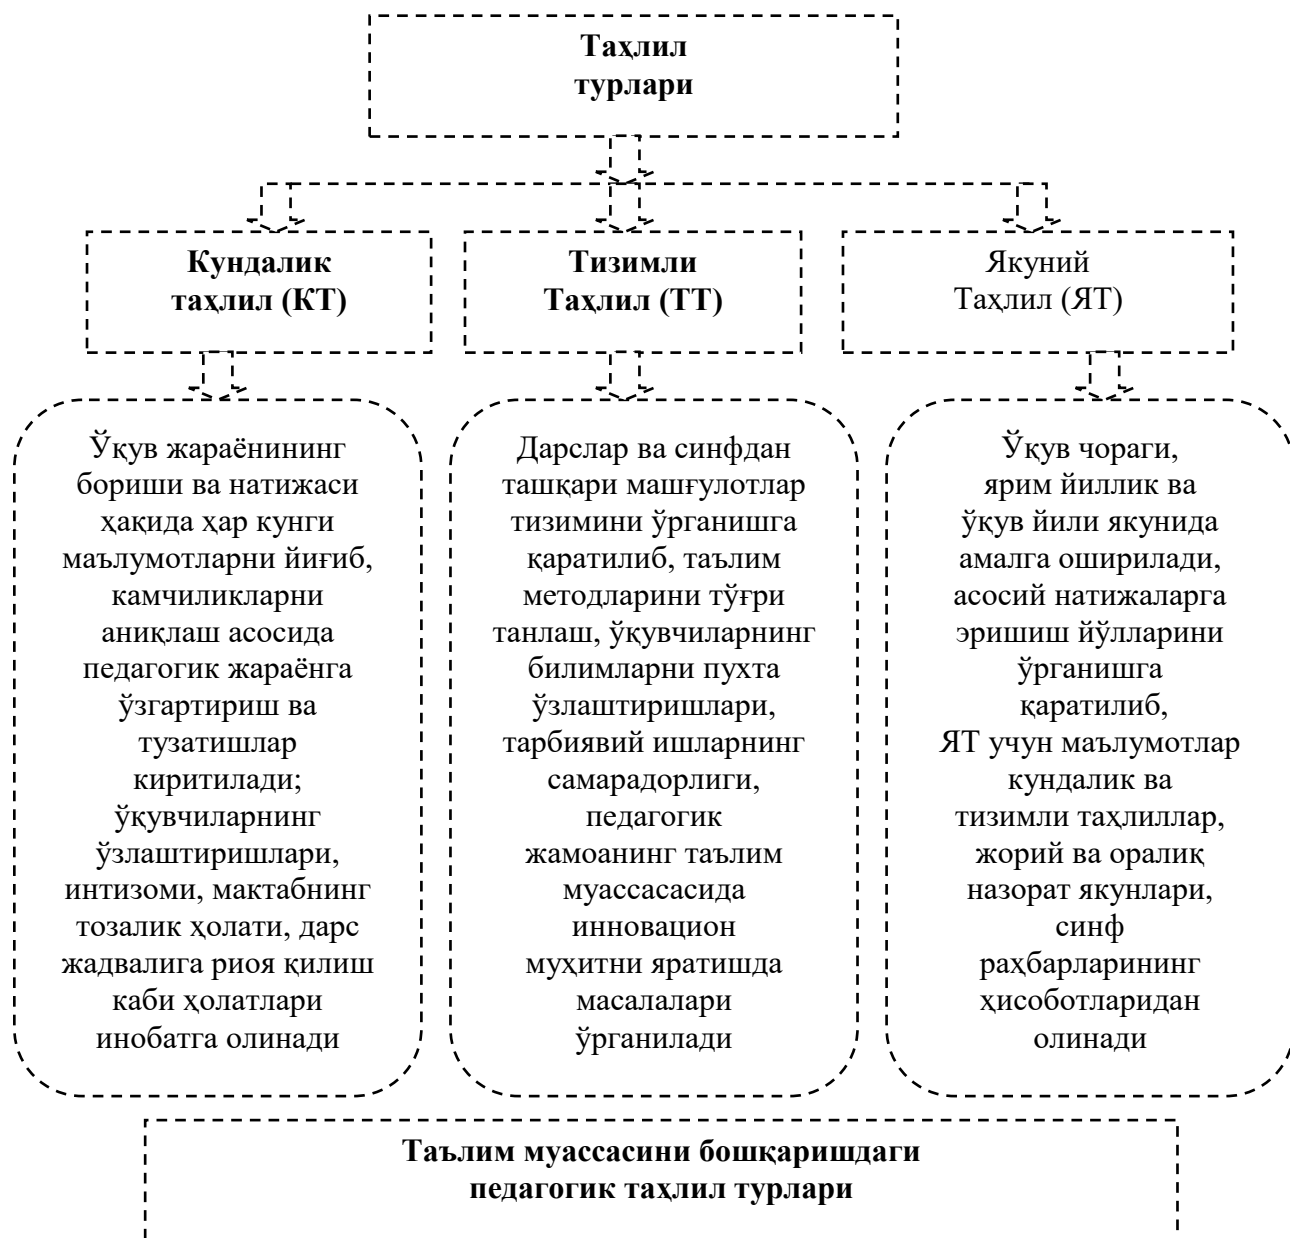 Таҳлил
турлари
Кундалик
таҳлил (КТ)
Тизимли
Таҳлил (ТТ)
Якуний
Таҳлил (ЯТ)
Ўқув жараёнининг
бориши ва натижаси
ҳақида ҳар кунги
маълумотларни йиғиб,
камчиликларни
аниқлаш асосида
педагогик жараёнга
ўзгартириш ва
тузатишлар
киритилади;
ўқувчиларнинг
ўзлаштиришлари,
интизоми, мактабнинг
тозалик ҳолати, дарс
жадвалига риоя қилиш
каби ҳолатлари
инобатга олинади
Дарслар ва синфдан
ташқари машғулотлар
тизимини ўрганишга
қаратилиб, таълим
методларини тўғри
танлаш, ўқувчиларнинг
билимларни пухта
ўзлаштиришлари,
тарбиявий ишларнинг
самарадорлиги,
педагогик
жамоанинг таълим
муассасасида
инновацион
муҳитни яратишда
масалалари
ўрганилади
Ўқув чораги,
ярим йиллик ва
ўқув йили якунида
амалга оширилади,
асосий натижаларга
эришиш йўлларини
ўрганишга
қаратилиб,
ЯТ учун маълумотлар
кундалик ва
тизимли таҳлиллар,
жорий ва оралиқ
назорат якунлари,
синф
раҳбарларининг
ҳисоботларидан
олинади
Таълим муассасини бошқаришдаги
педагогик таҳлил турлари